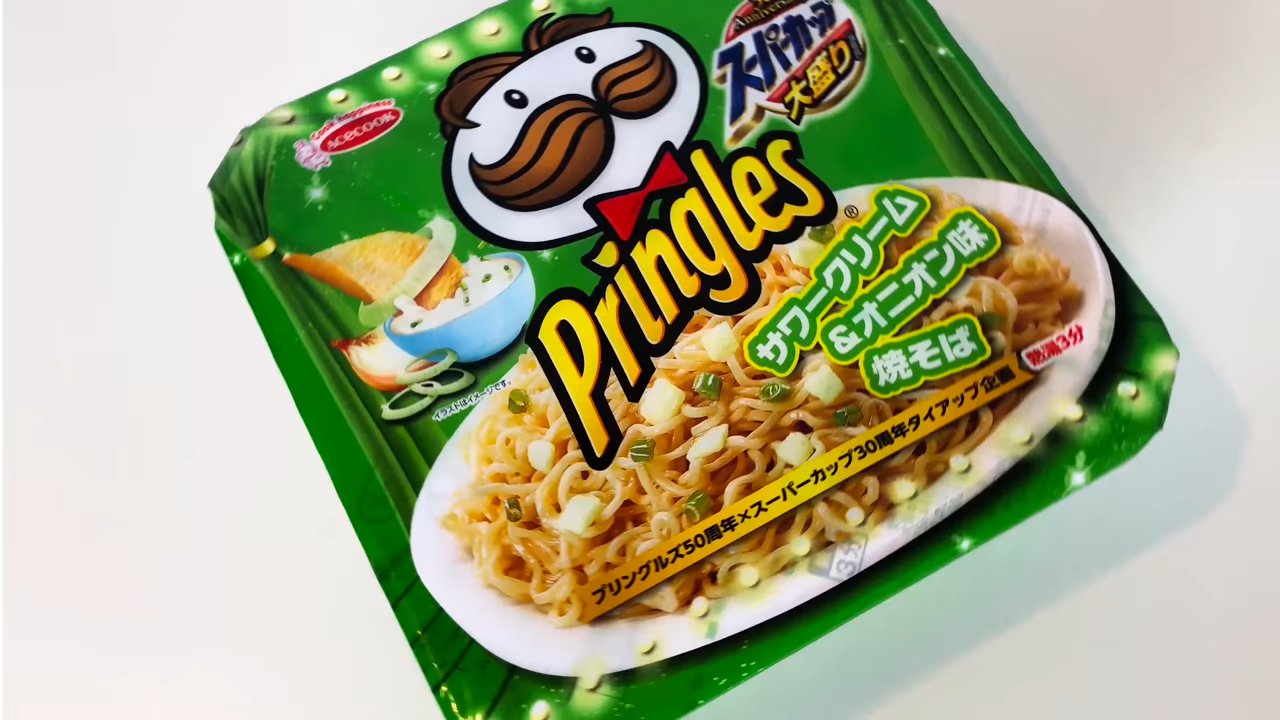 Anniversary
スーパーカップ
大盛り
ACECOOK
Pringles
®
サワークリーム
&オニオン味
焼そば
熱湯3分
イラストはイメージです。
プリングルズ50周年×スーパーカップ30周年タイアップ企画